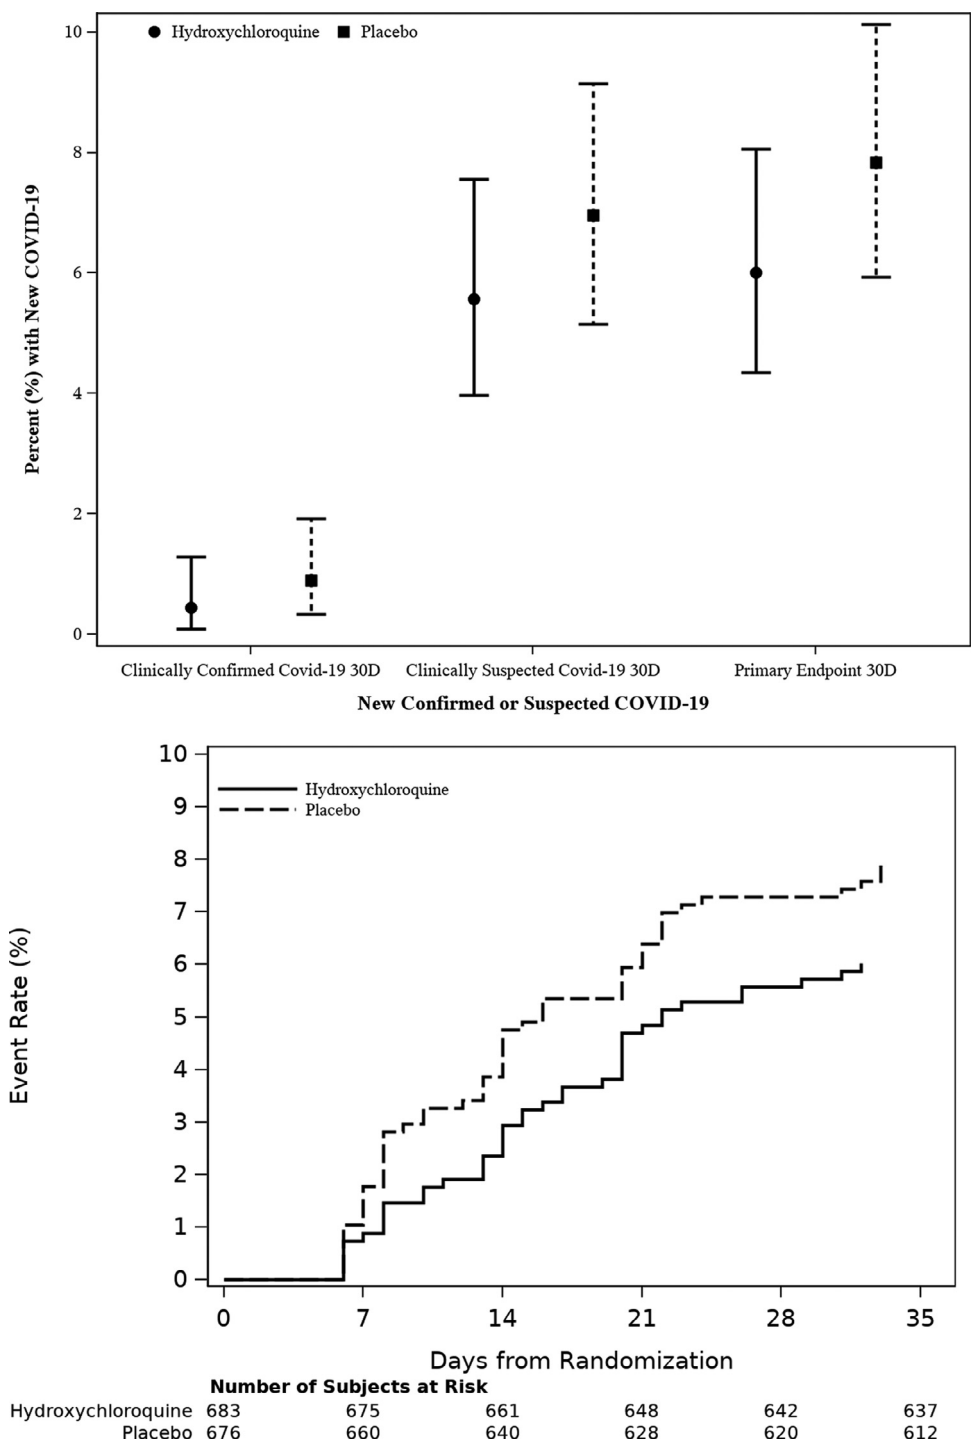 Hydroxychloroquine Placebo
10
8
6
4
2
0
Percent (%) with New COVID-19
Clinically Confirmed Covid-19 30D Clinically Suspected Covid-19 30D Primary Endpoint 30D
New Confirmed or Suspected COVID-19
Hydroxychloroquine
Placebo
10
9
8
7
6
5
4
3
2
1
0
Event Rate (%)
0 7 14 21 28 35
Days from Randomization
Number of Subjects at Risk
Hydroxychloroquine 683 675 661 648 642 637
Placebo 676 660 640 628 620 612